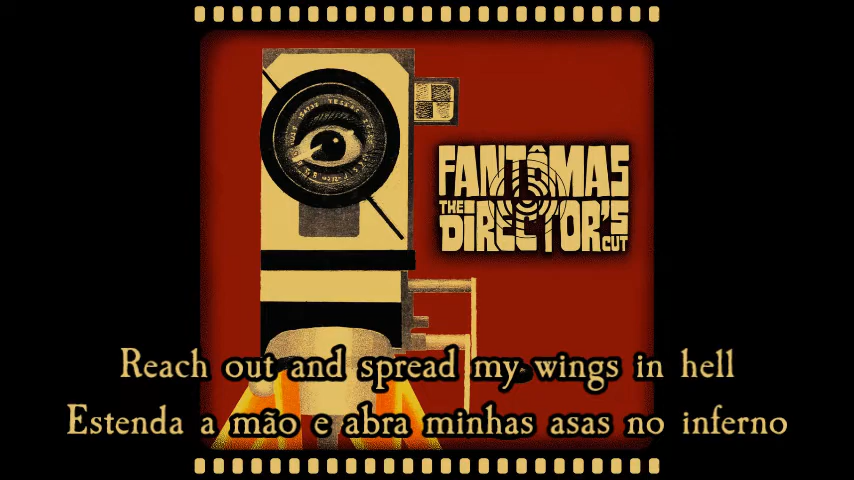 FANTÔMAS
THE
DIRECTOR'S
CUT
Reach out and spread my wings in hell
Estenda a mão e abra minhas asas no inferno